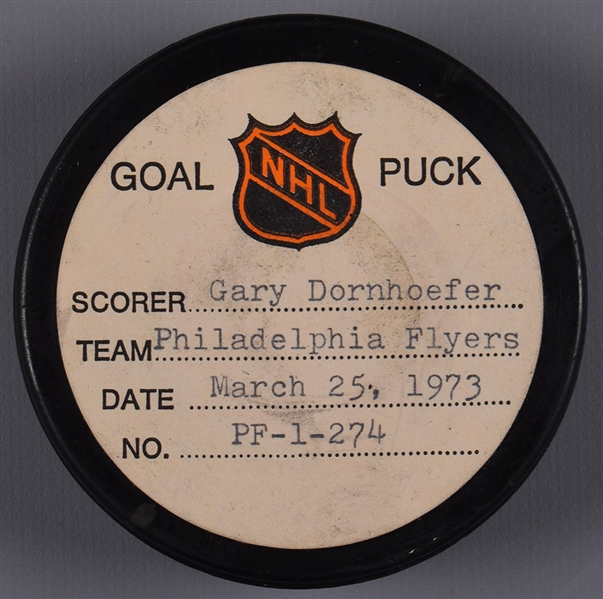 GOAL NHL PUCK
SCORER Gary Dornhoefer
TEAM Philadelphia Flyers
DATE March 25, 1973
NO. PF-1-274